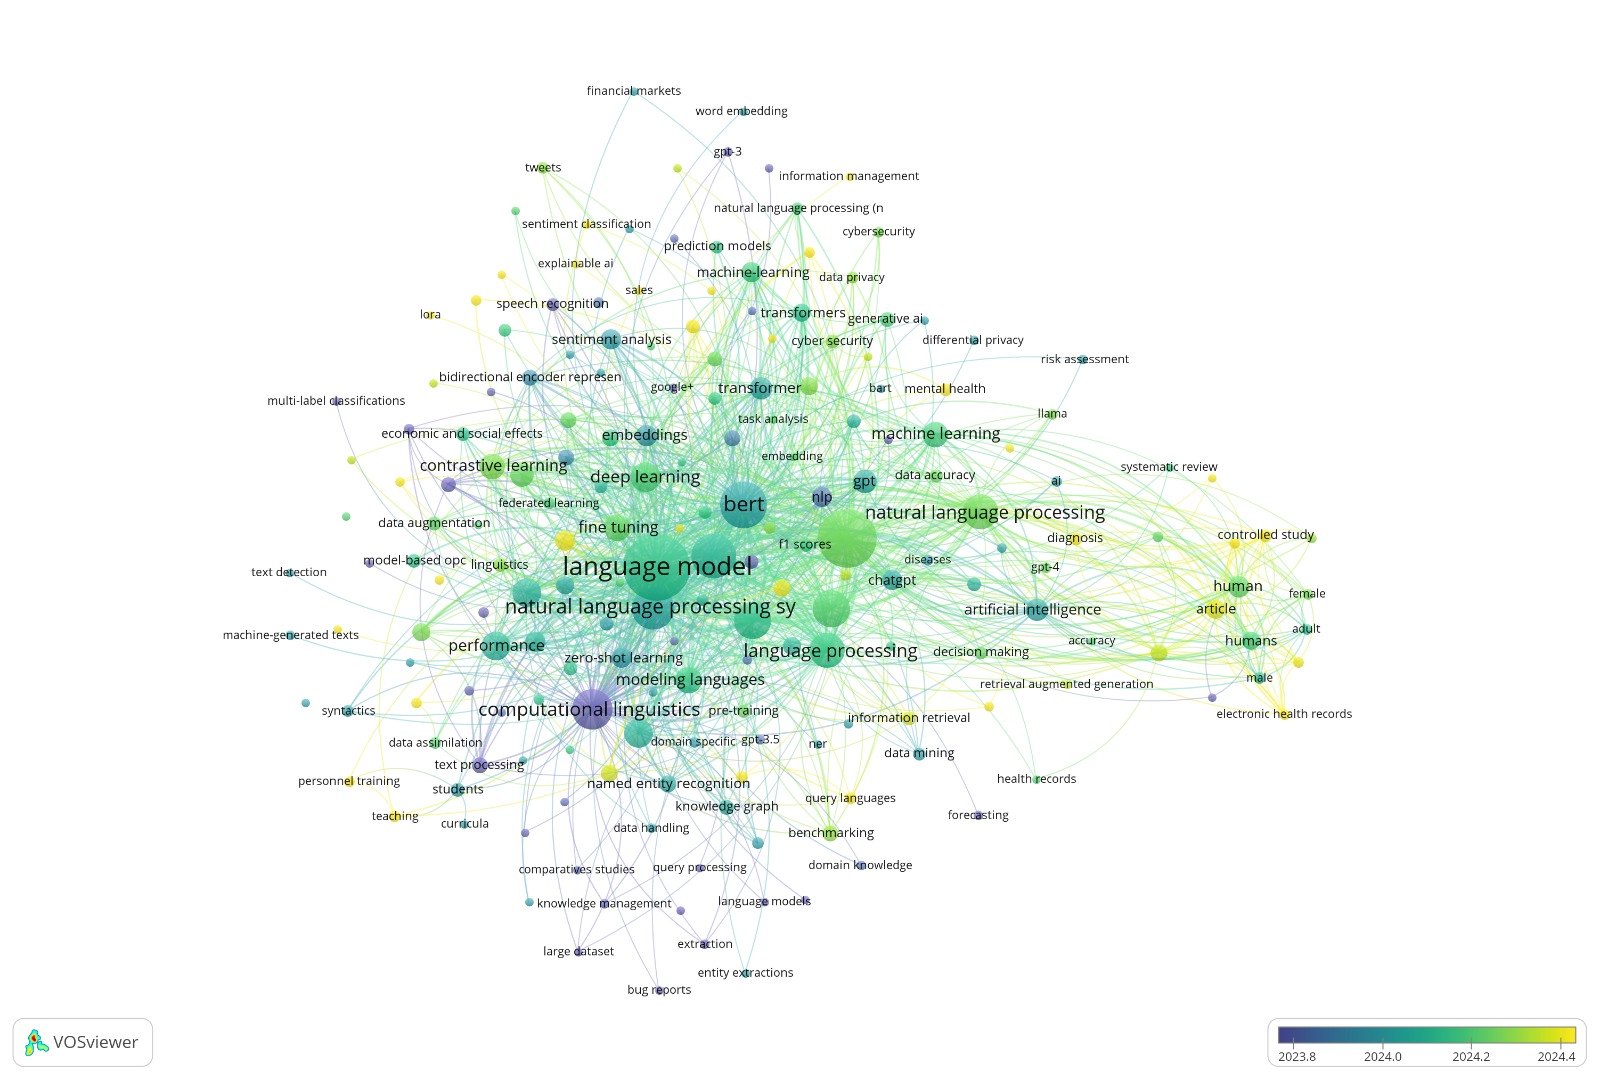 financial markets
word embedding
gpt-3
tweets
information management
natural language processing (n
sentiment classification
cybersecurity
prediction models
explainable ai
machine-learning
data privacy
sales
speech recognition
lora
transformers
generative ai
sentiment analysis
cyber security
differential privacy
risk assessment
bidirectional encoder represen
google+
transformer
bart
mental health
multi-label classifications
llama
task analysis
economic and social effects
embeddings
machine learning
embedding
contrastive learning
systematic review
deep learning
data accuracy
gpt
ai
nlp
federated learning
bert
natural language processing
data augmentation
fine tuning
controlled study
diagnosis
f1 scores
model-based opc
linguistics
diseases
gpt-4
language model
text detection
chatgpt
human
female
natural language processing sy
artificial intelligence
article
adult
machine-generated texts
accuracy
humans
performance
language processing
decision making
zero-shot learning
male
modeling languages
retrieval augmented generation
syntactics
computational linguistics
pre-training
information retrieval
electronic health records
data assimilation
domain specific
gpt-3.5
ner
data mining
text processing
personnel training
students
named entity recognition
health records
query languages
knowledge graph
teaching
curricula
data handling
benchmarking
forecasting
comparatives studies
query processing
domain knowledge
knowledge management
language models
large dataset
extraction
entity extractions
bug reports
VOSviewer
2023.8
2024.0
2024.2
2024.4